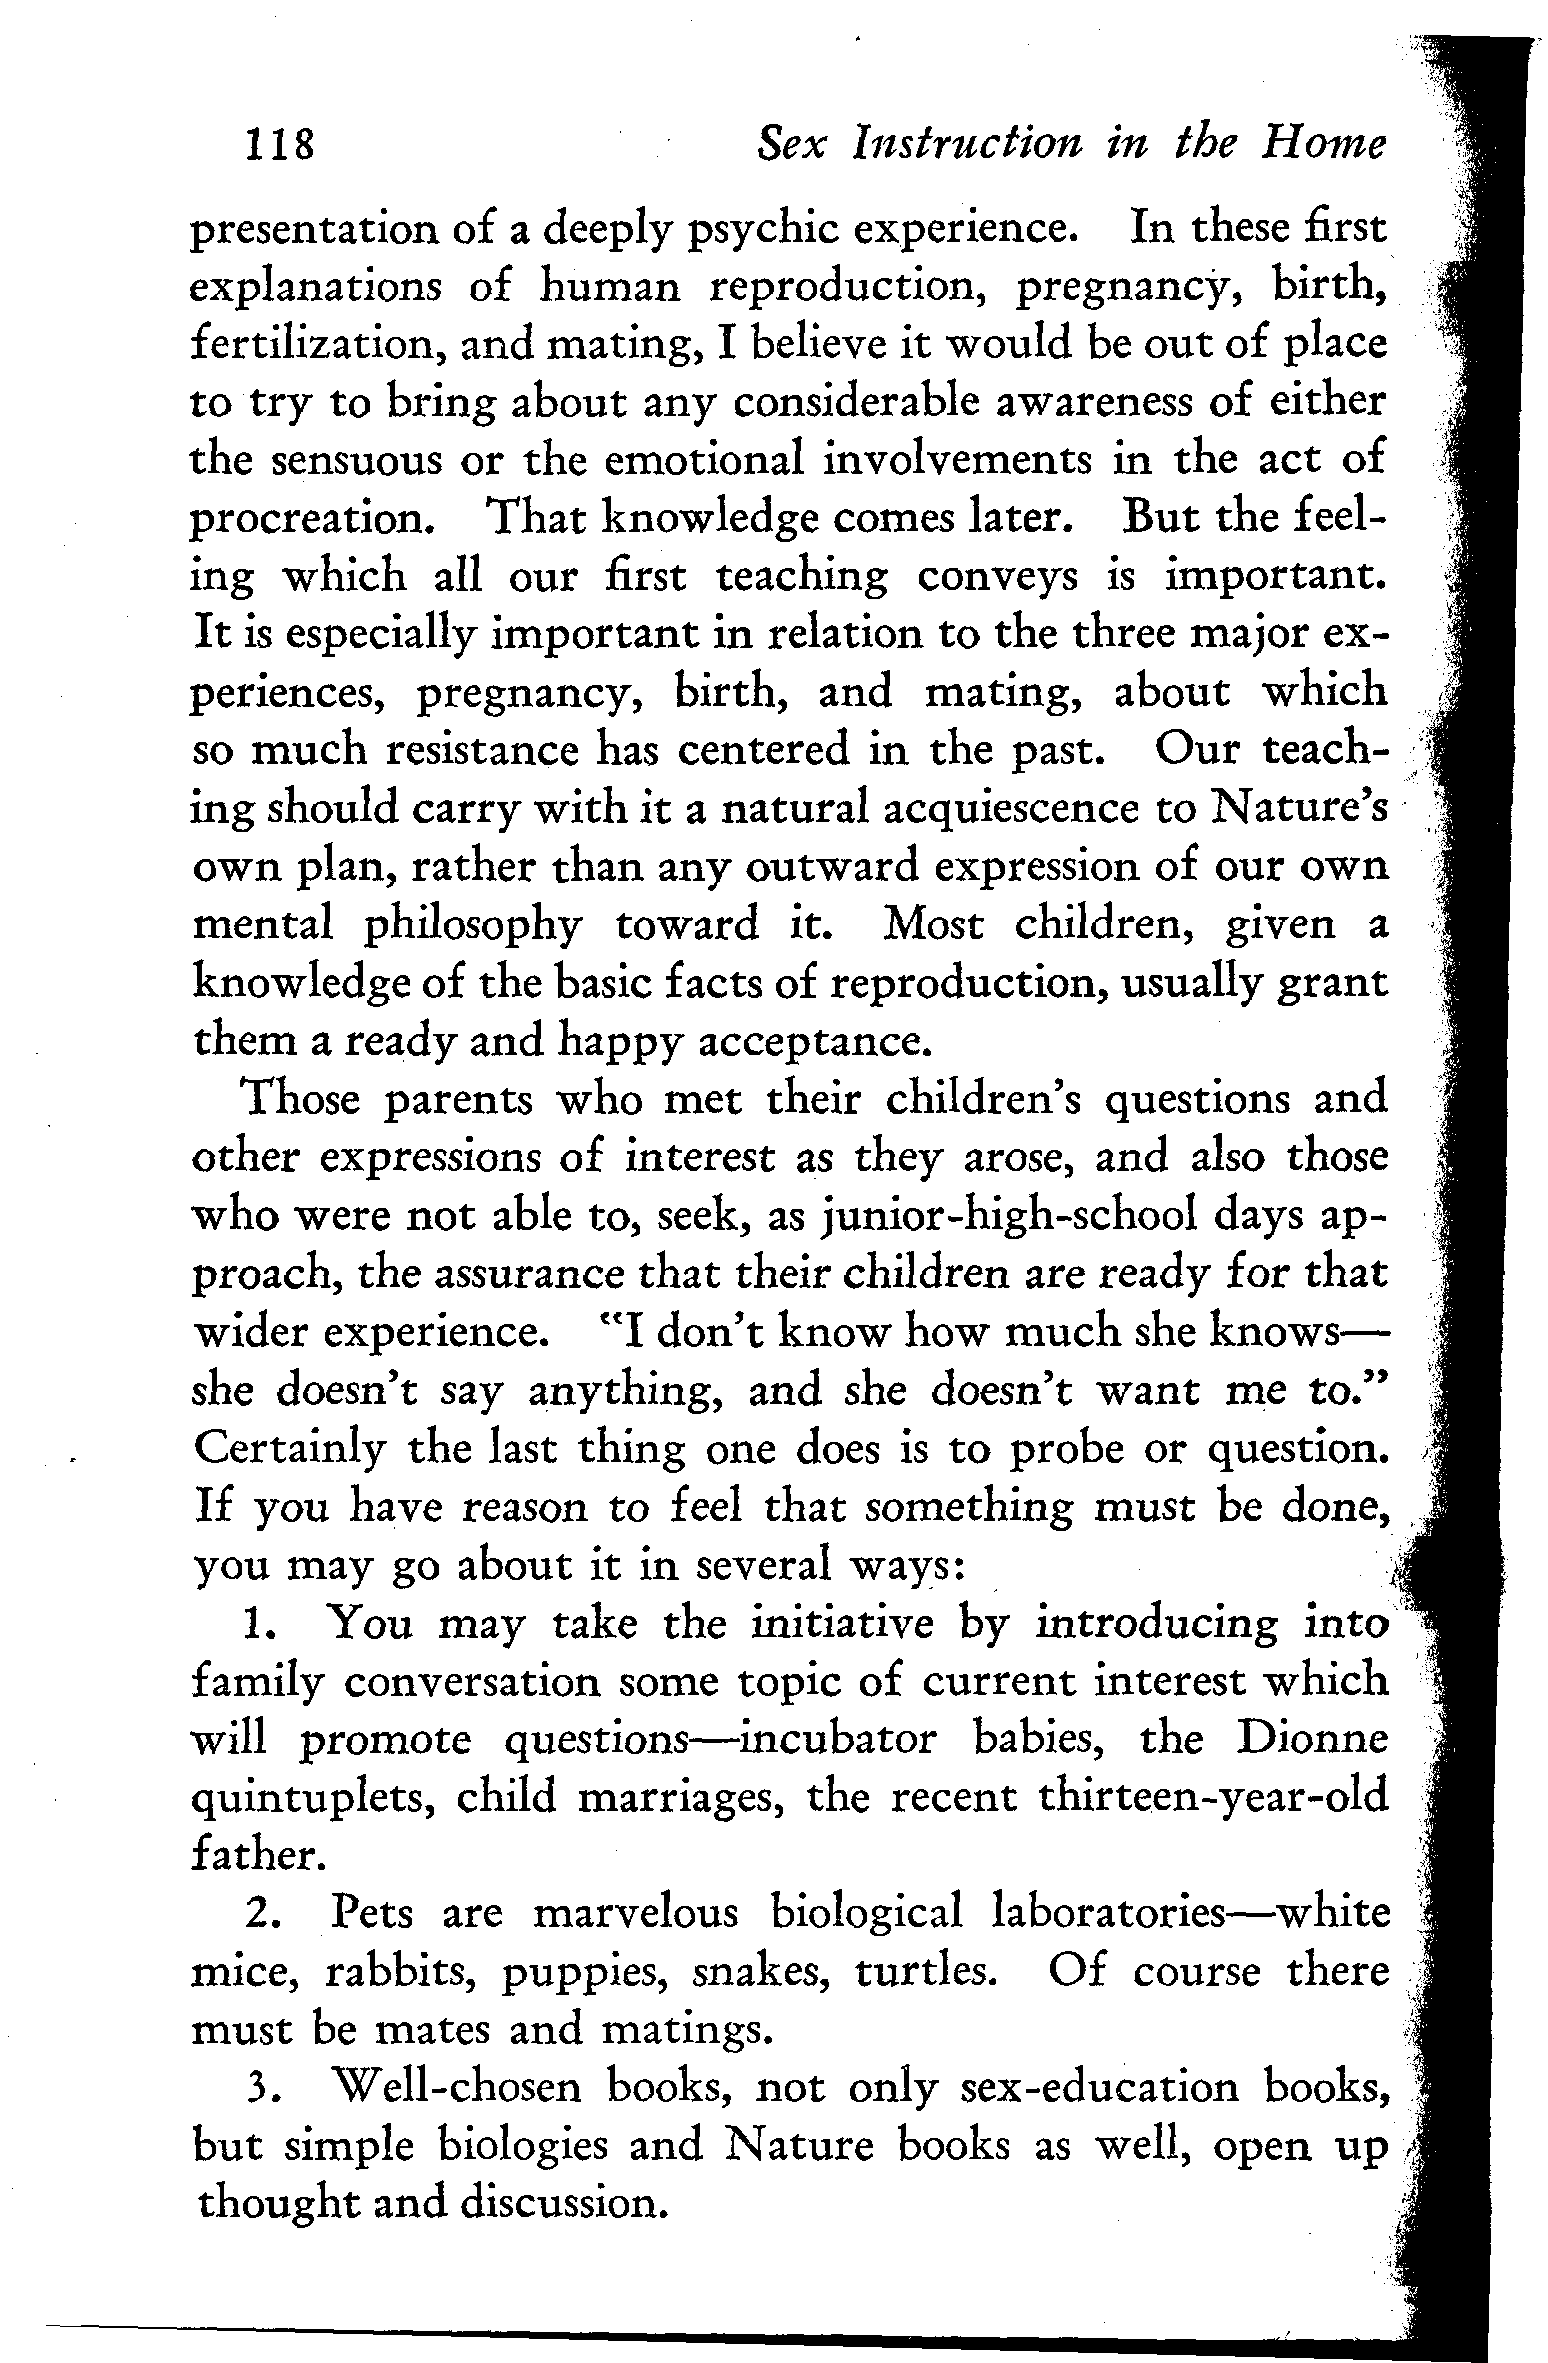 118 Sex Instruction in the Home
presentation of a deeply psychic experience. In these first
explanations of human reproduction, pregnancy, birth,
fertilization, and mating, I believe it would be out of place
to try to bring about any considerable awareness of either
the sensuous or the emotional involvements in the act of
procreation. That knowledge comes later. But the feel-
ing which all our first teaching conveys is important.
It is especially important in relation to the three major ex-
periences, pregnancy, birth, and mating, about which
so much resistance has centered in the past. Our teach-
ing should carry with it a natural acquiescence to Nature's
own plan, rather than any outward expression of our own
mental philosophy toward it. Most children, given a
knowledge of the basic facts of reproduction, usually grant
them a ready and happy acceptance.
Those parents who met their children's questions and
other expressions of interest as they arose, and also those
who were not able to, seek, as junior-high-school days ap-
proach, the assurance that their children are ready for that
wider experience. "I don't know how much she knows—
she doesn't say anything, and she doesn't want me to."
Certainly the last thing one does is to probe or question.
If you have reason to feel that something must be done,
you may go about it in several ways:
1. You may take the initiative by introducing into
family conversation some topic of current interest which
will promote questions—incubator babies, the Dionne
quintuplets, child marriages, the recent thirteen-year-old
father.
2. Pets are marvelous biological laboratories—white
mice, rabbits, puppies, snakes, turtles. Of course there
must be mates and matings.
3. Well-chosen books, not only sex-education books,
but simple biologies and Nature books as well, open up
thought and discussion.